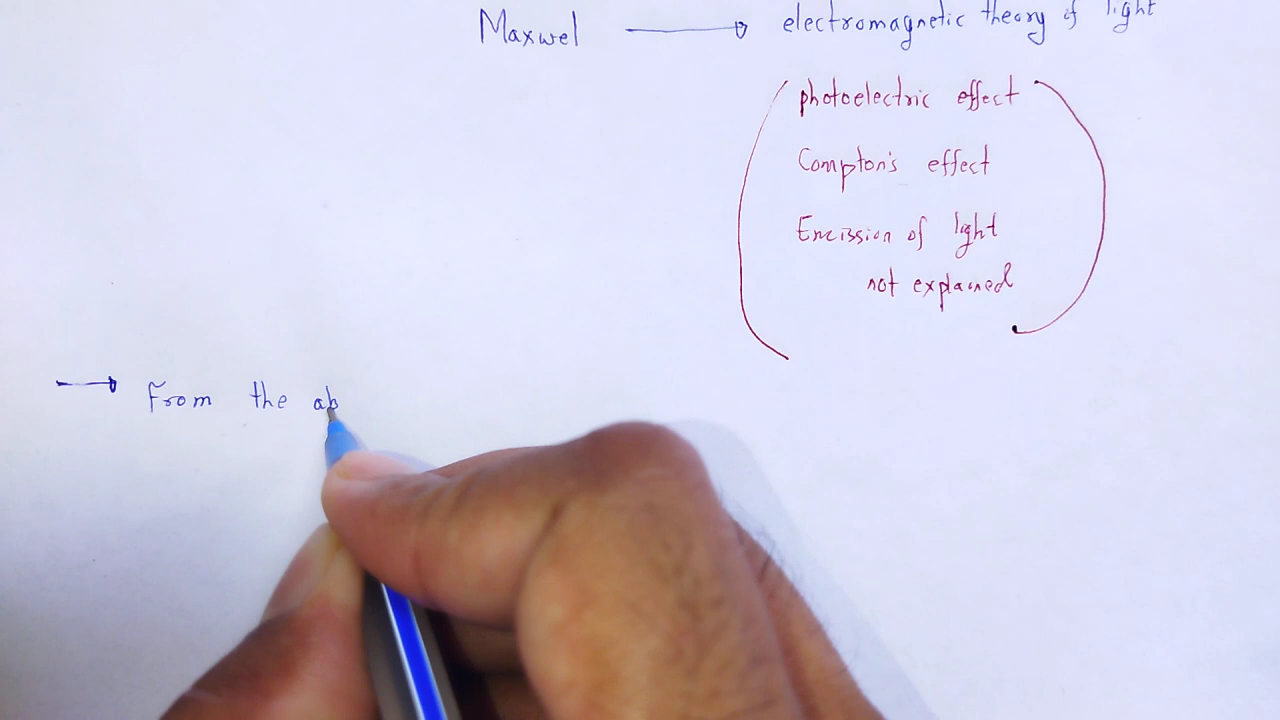 Maxwel → electromagnetic theory of light
photoelectric effect
Compton's effect
Emission of light
not explained
→ From the ab